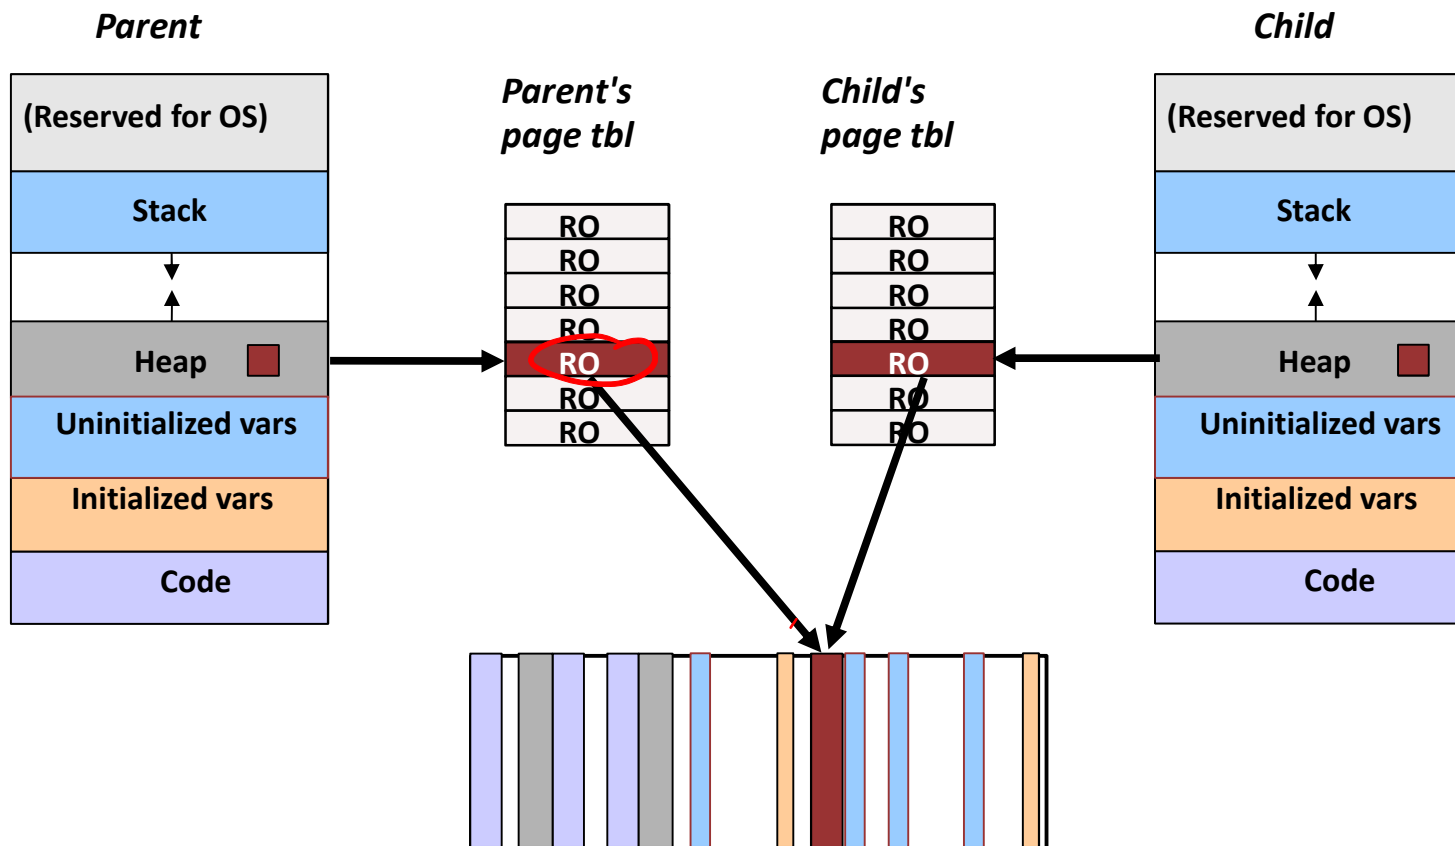 Parent
Child
Parent's
page tbl
Child's
page tbl
(Reserved for OS)
Stack
Heap
Uninitialized vars
Initialized vars
Code
RO
RO
RO
RO
RO
RO
RO
RO
RO
RO
RO
RO
RO
RO
(Reserved for OS)
Stack
Heap
Uninitialized vars
Initialized vars
Code